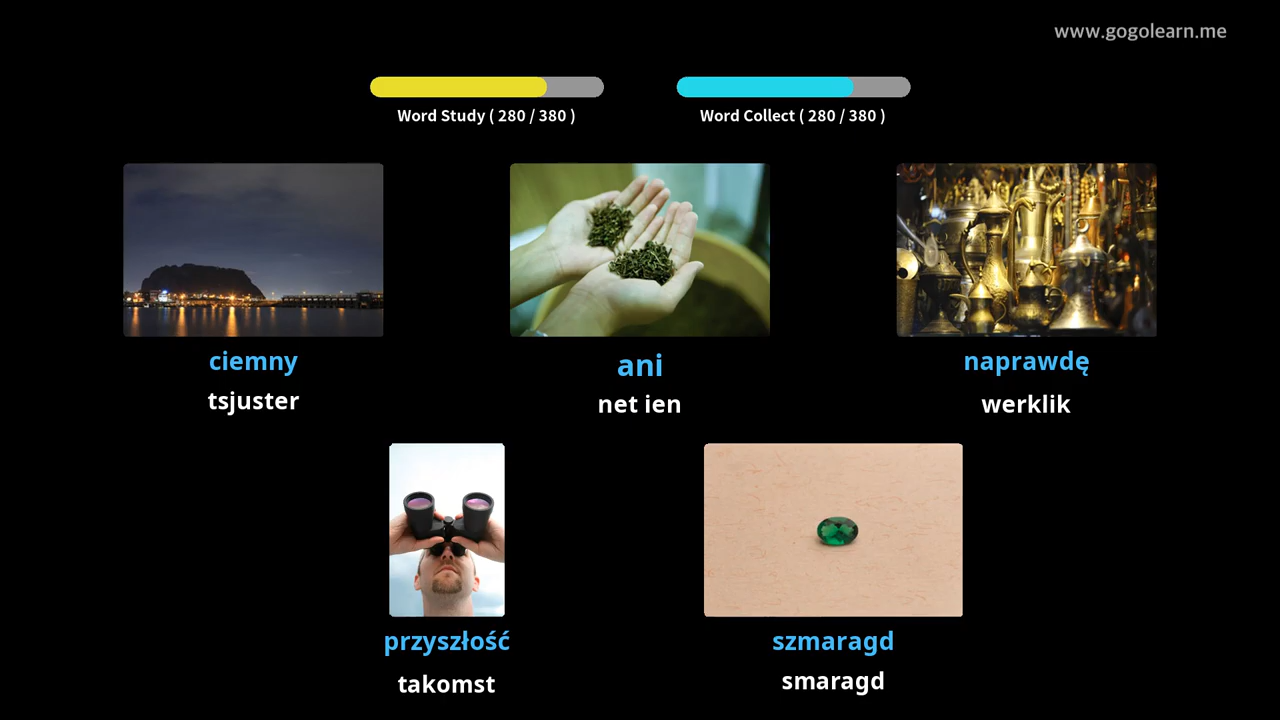 www.gogolearn.me
Word Study ( 280 / 380 )
Word Collect ( 280 / 380 )
ciemny
tsjuster
ani
net ien
naprawdę
werklik
przyszłość
takomst
szmaragd
smaragd